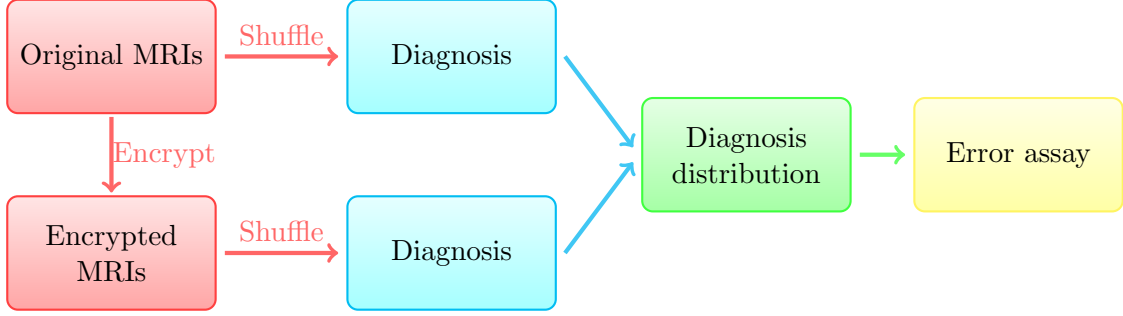 Original MRIs
Shuffle
Diagnosis
Encrypt
Encrypted
MRIs
Shuffle
Diagnosis
Diagnosis
distribution
Error assay